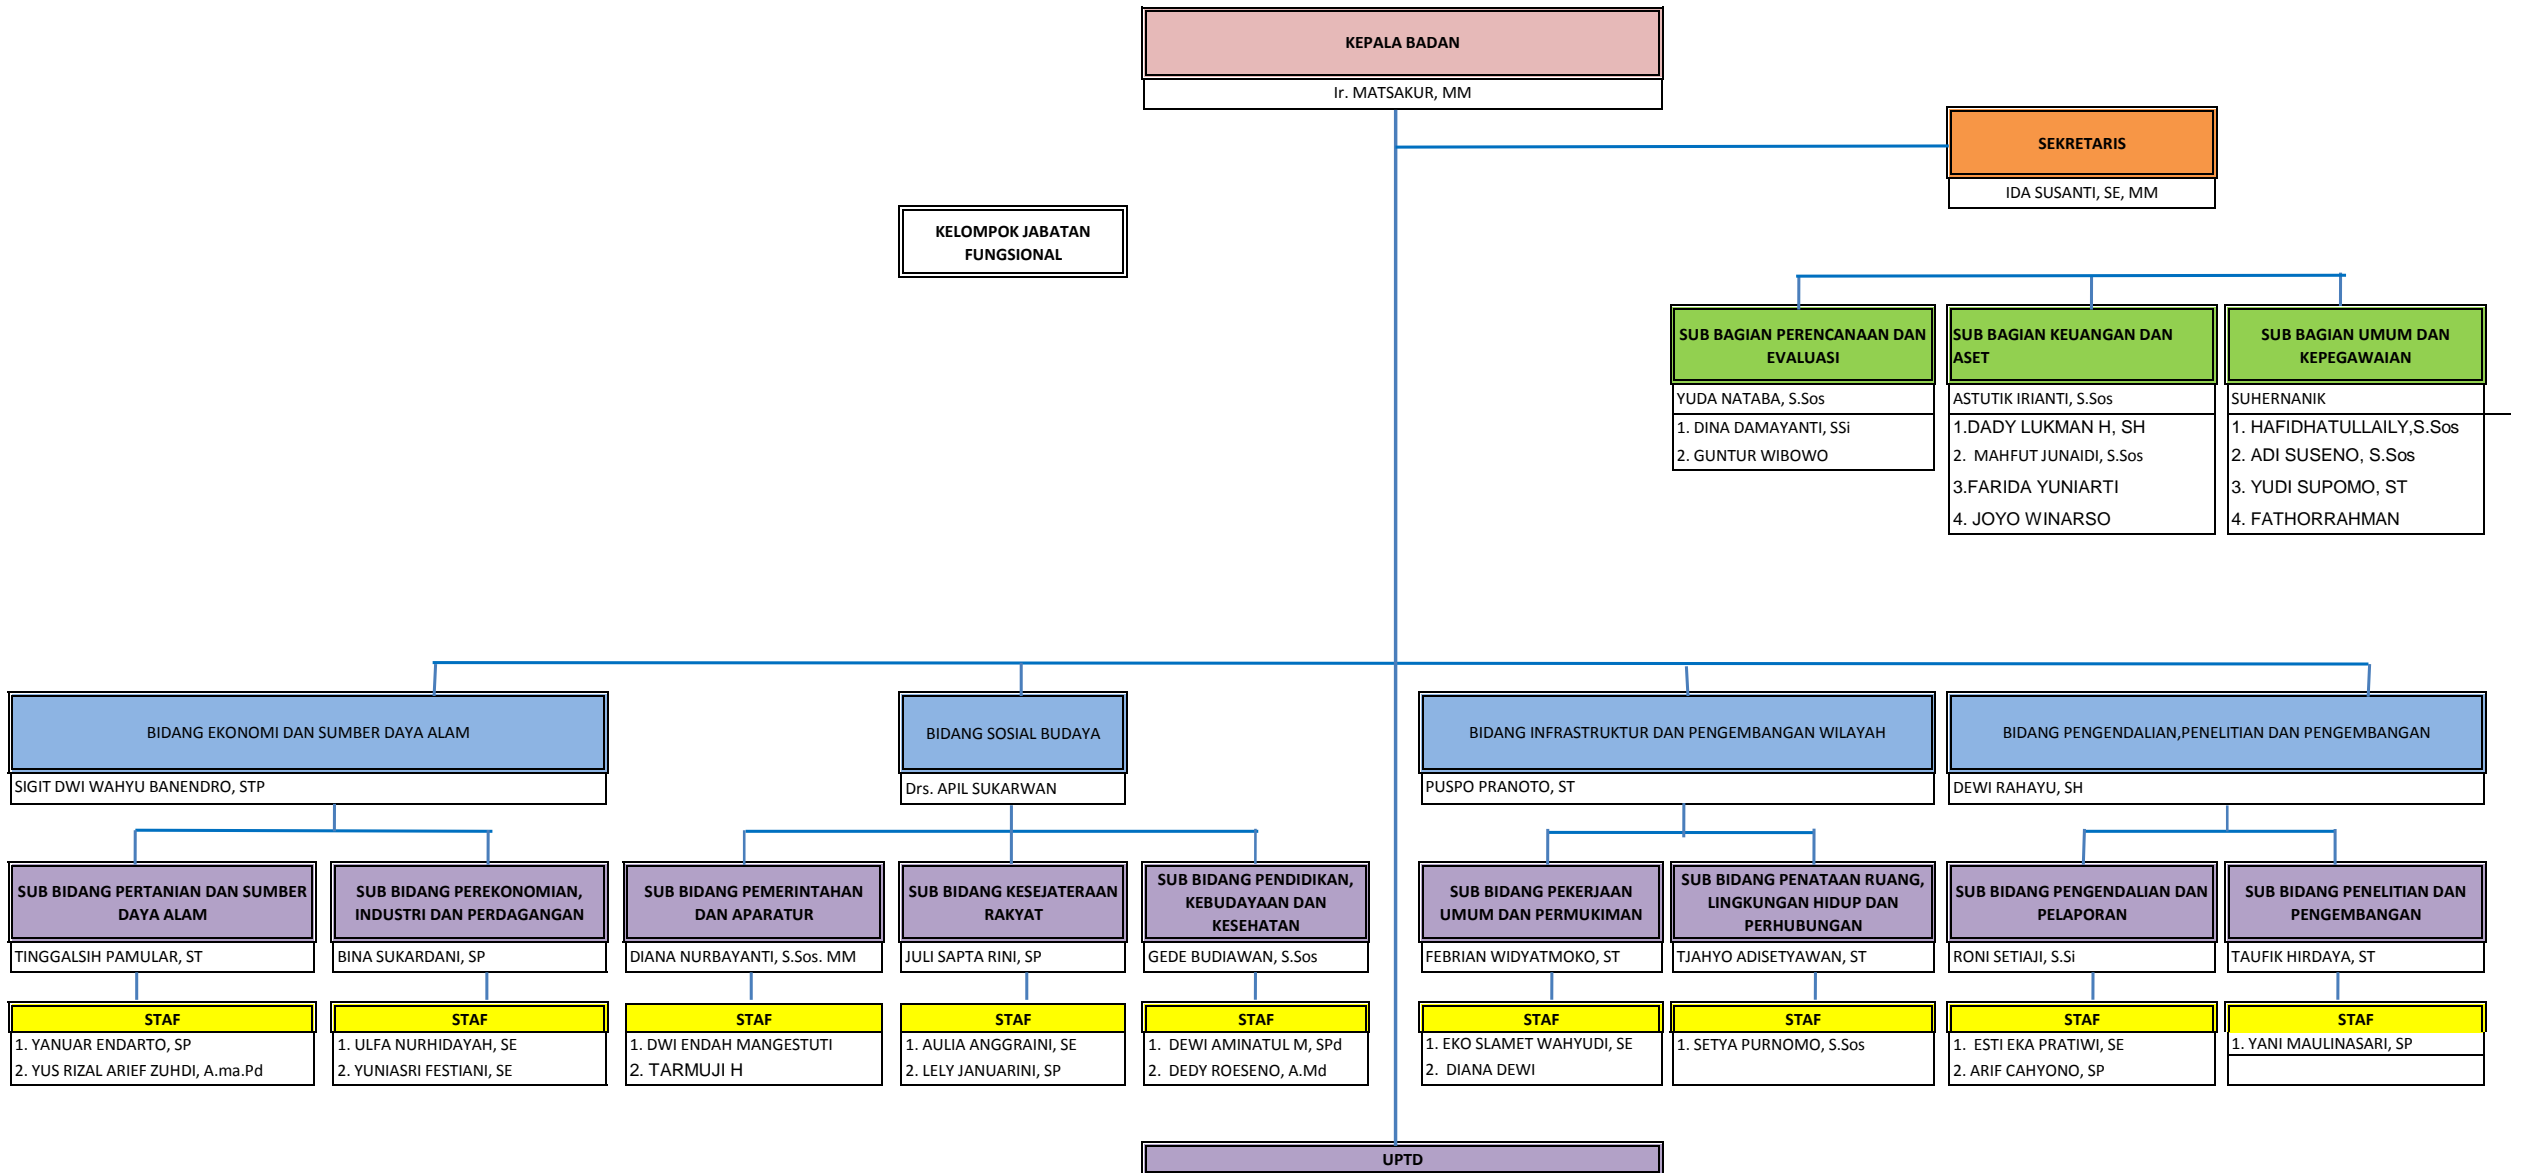 KEPALA BADAN
Ir. MATSAKUR, MM
SEKRETARIS
IDA SUSANTI, SE, MM
KELOMPOK JABATAN
FUNGSIONAL
SUB BAGIAN PERENCANAAN DAN
EVALUASI
YUDA NATABA, S.Sos
1. DINA DAMAYANTI, SSi
2. GUNTUR WIBOWO
SUB BAGIAN KEUANGAN DAN
ASET
ASTUTIK IRIANTI, S.Sos
1.DADY LUKMAN H, SH
2.  MAHFUT JUNAIDI, S.Sos
3.FARIDA YUNIARTI
4. JOYO WINARSO
SUB BAGIAN UMUM DAN
KEPEGAWAIAN
SUHERNANIK
1. HAFIDHATULLAILY,S.Sos
2. ADI SUSENO, S.Sos
3. YUDI SUPOMO, ST
4. FATHORRAHMAN
BIDANG EKONOMI DAN SUMBER DAYA ALAM
SIGIT DWI WAHYU BANENDRO, STP
BIDANG SOSIAL BUDAYA
Drs. APIL SUKARWAN
BIDANG INFRASTRUKTUR DAN PENGEMBANGAN WILAYAH
PUSPO PRANOTO, ST
BIDANG PENGENDALIAN,PENELITIAN DAN PENGEMBANGAN
DEWI RAHAYU, SH
SUB BIDANG PERTANIAN DAN SUMBER
DAYA ALAM
TINGGALSIH PAMULAR, ST
STAF
1. YANUAR ENDARTO, SP
2. YUS RIZAL ARIEF ZUHDI, A.ma.Pd
SUB BIDANG PEREKONOMIAN,
INDUSTRI DAN PERDAGANGAN
BINA SUKARDANI, SP
STAF
1. ULFA NURHIDAYAH, SE
2. YUNIASRI FESTIANI, SE
SUB BIDANG PEMERINTAHAN
DAN APARATUR
DIANA NURBAYANTI, S.Sos. MM
STAF
1. DWI ENDAH MANGESTUTI
2. TARMUJI H
SUB BIDANG KESEJATERAAN
RAKYAT
JULI SAPTA RINI, SP
STAF
1. AULIA ANGGRAINI, SE
2. LELY JANUARINI, SP
SUB BIDANG PENDIDIKAN,
KEBUDAYAAN DAN
KESEHATAN
GEDE BUDIAWAN, S.Sos
STAF
1.  DEWI AMINATUL M, SPd
2.  DEDY ROESENO, A.Md
SUB BIDANG PEKERJAAN
UMUM DAN PERMUKIMAN
FEBRIAN WIDYATMOKO, ST
STAF
1. EKO SLAMET WAHYUDI, SE
2.  DIANA DEWI
SUB BIDANG PENATAAN RUANG,
LINGKUNGAN HIDUP DAN
PERHUBUNGAN
TJAHYO ADISETYAWAN, ST
STAF
1. SETYA PURNOMO, S.Sos
SUB BIDANG PENGENDALIAN DAN
PELAPORAN
RONI SETIAJI, S.Si
STAF
1.  ESTI EKA PRATIWI, SE
2. ARIF CAHYONO, SP
SUB BIDANG PENELITIAN DAN
PENGEMBANGAN
TAUFIK HIRDAYA, ST
STAF
1. YANI MAULINASARI, SP
UPTD